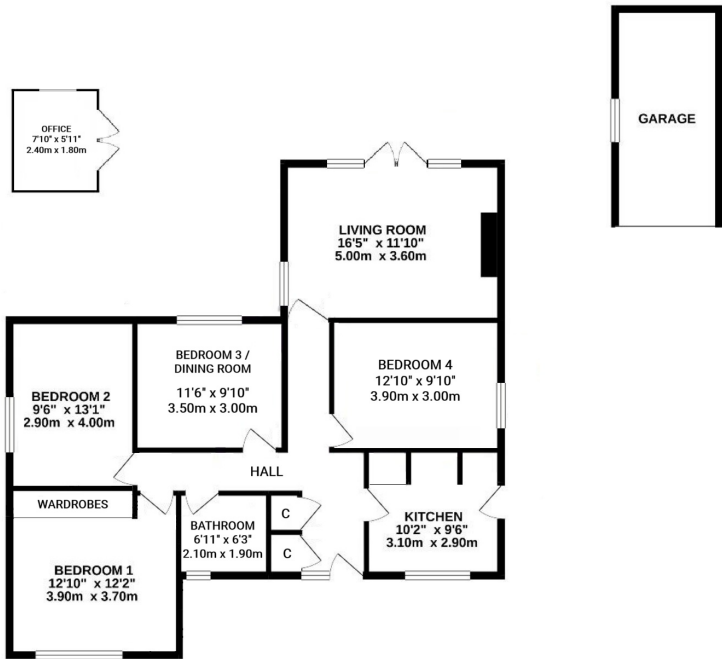 OFFICE
7'10" x 5'11"
2.40m x 1.80m
GARAGE
LIVING ROOM
16'5" x 11'10"
5.00m x 3.60m
BEDROOM 3 /
DINING ROOM
11'6" x 9'10"
3.50m x 3.00m
BEDROOM 4
12'10" x 9'10"
3.90m x 3.00m
BEDROOM 2
9'6" x 13'1"
2.90m x 4.00m
HALL
WARDROBES
BATHROOM
6'11" x 6'3"
2.10m x 1.90m
C
C
KITCHEN
10'2" x 9'6"
3.10m x 2.90m
BEDROOM 1
12'10" x 12'2"
3.90m x 3.70m